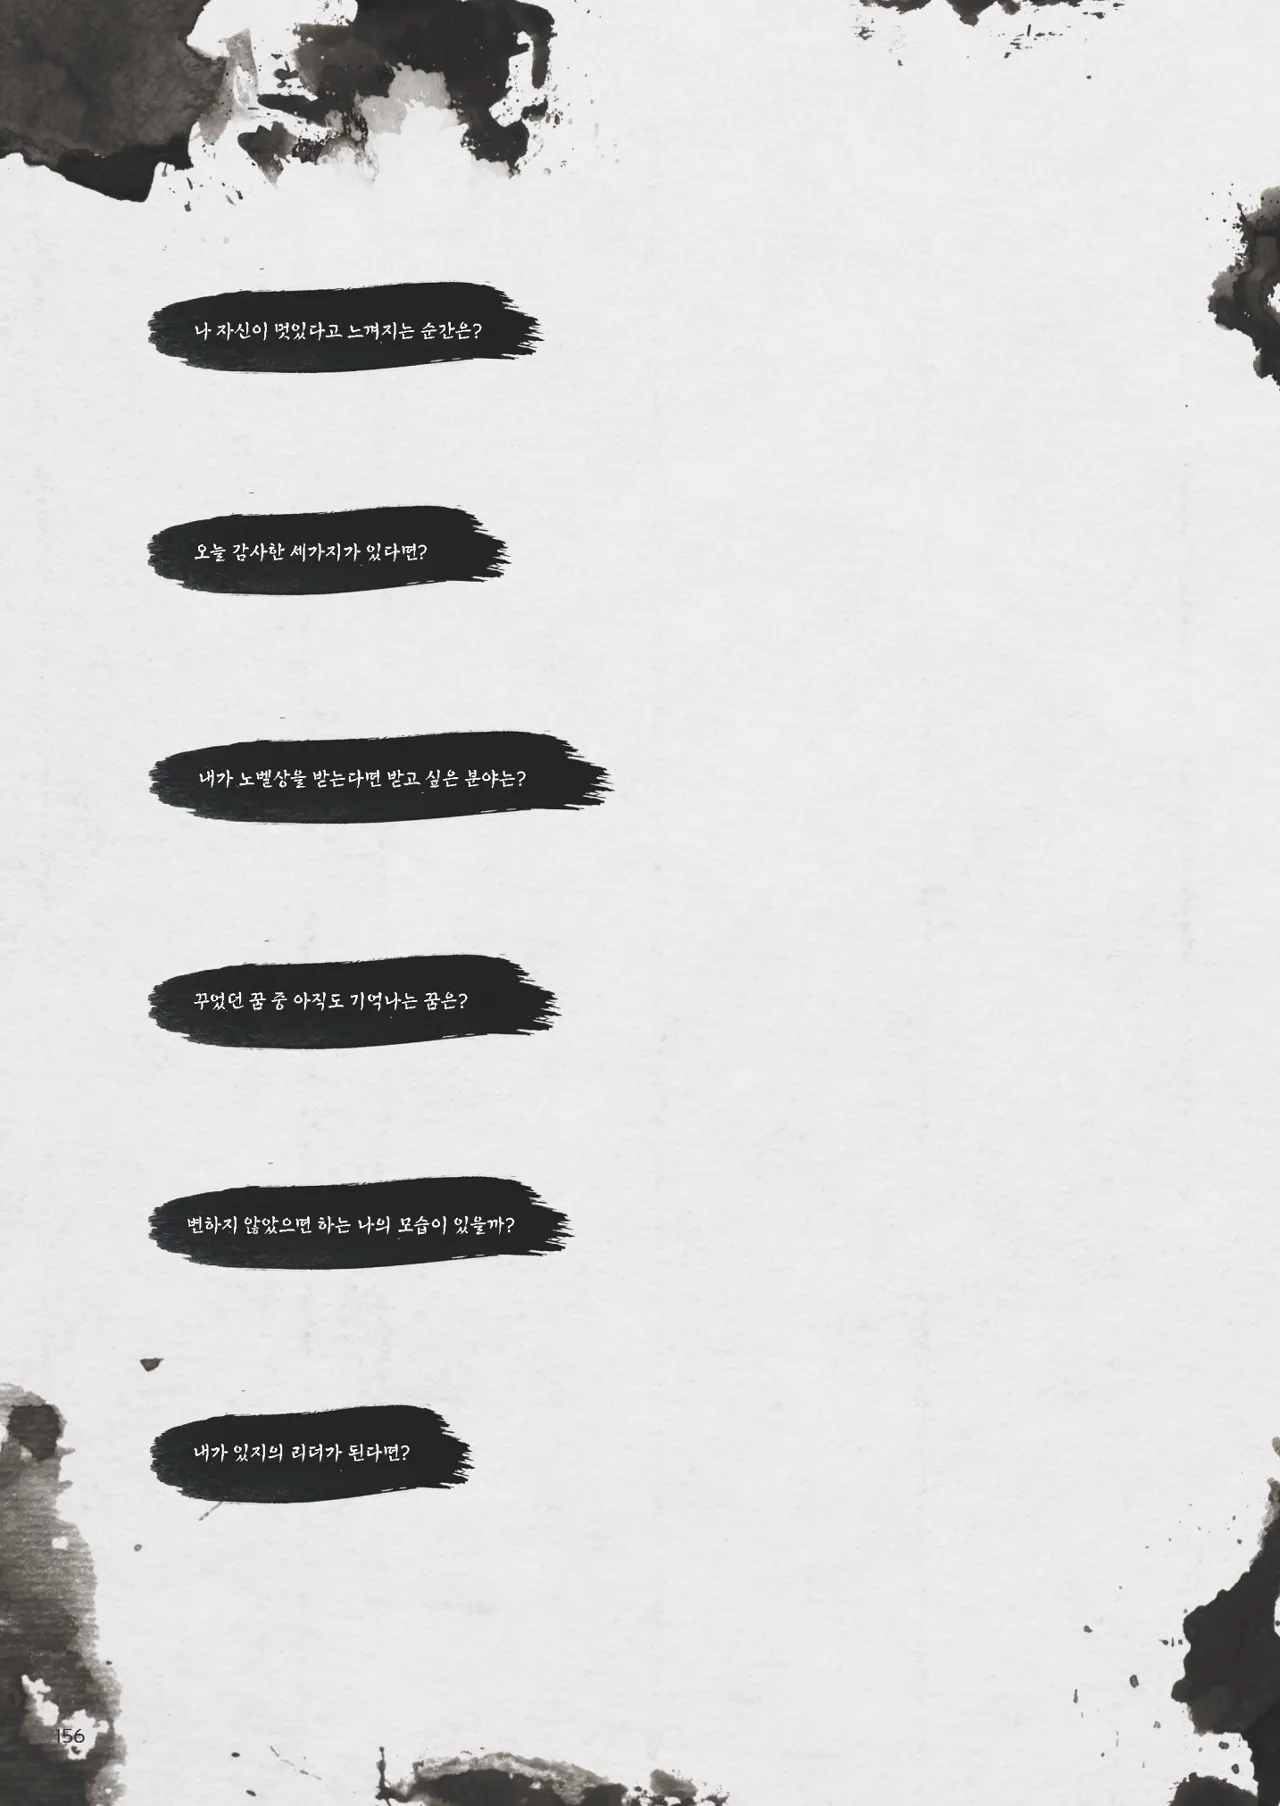 나 자신이 멋있다고 느껴지는 순간은?
오늘 감사한 세가지가 있다면?
내가 노벨상을 받는다면 받고 싶은 분야는?
꾸었던 꿈 중 아직도 기억나는 꿈은?
변하지 않았으면 하는 나의 모습이 있을까?
내가 있지의 리더가 된다면?
156